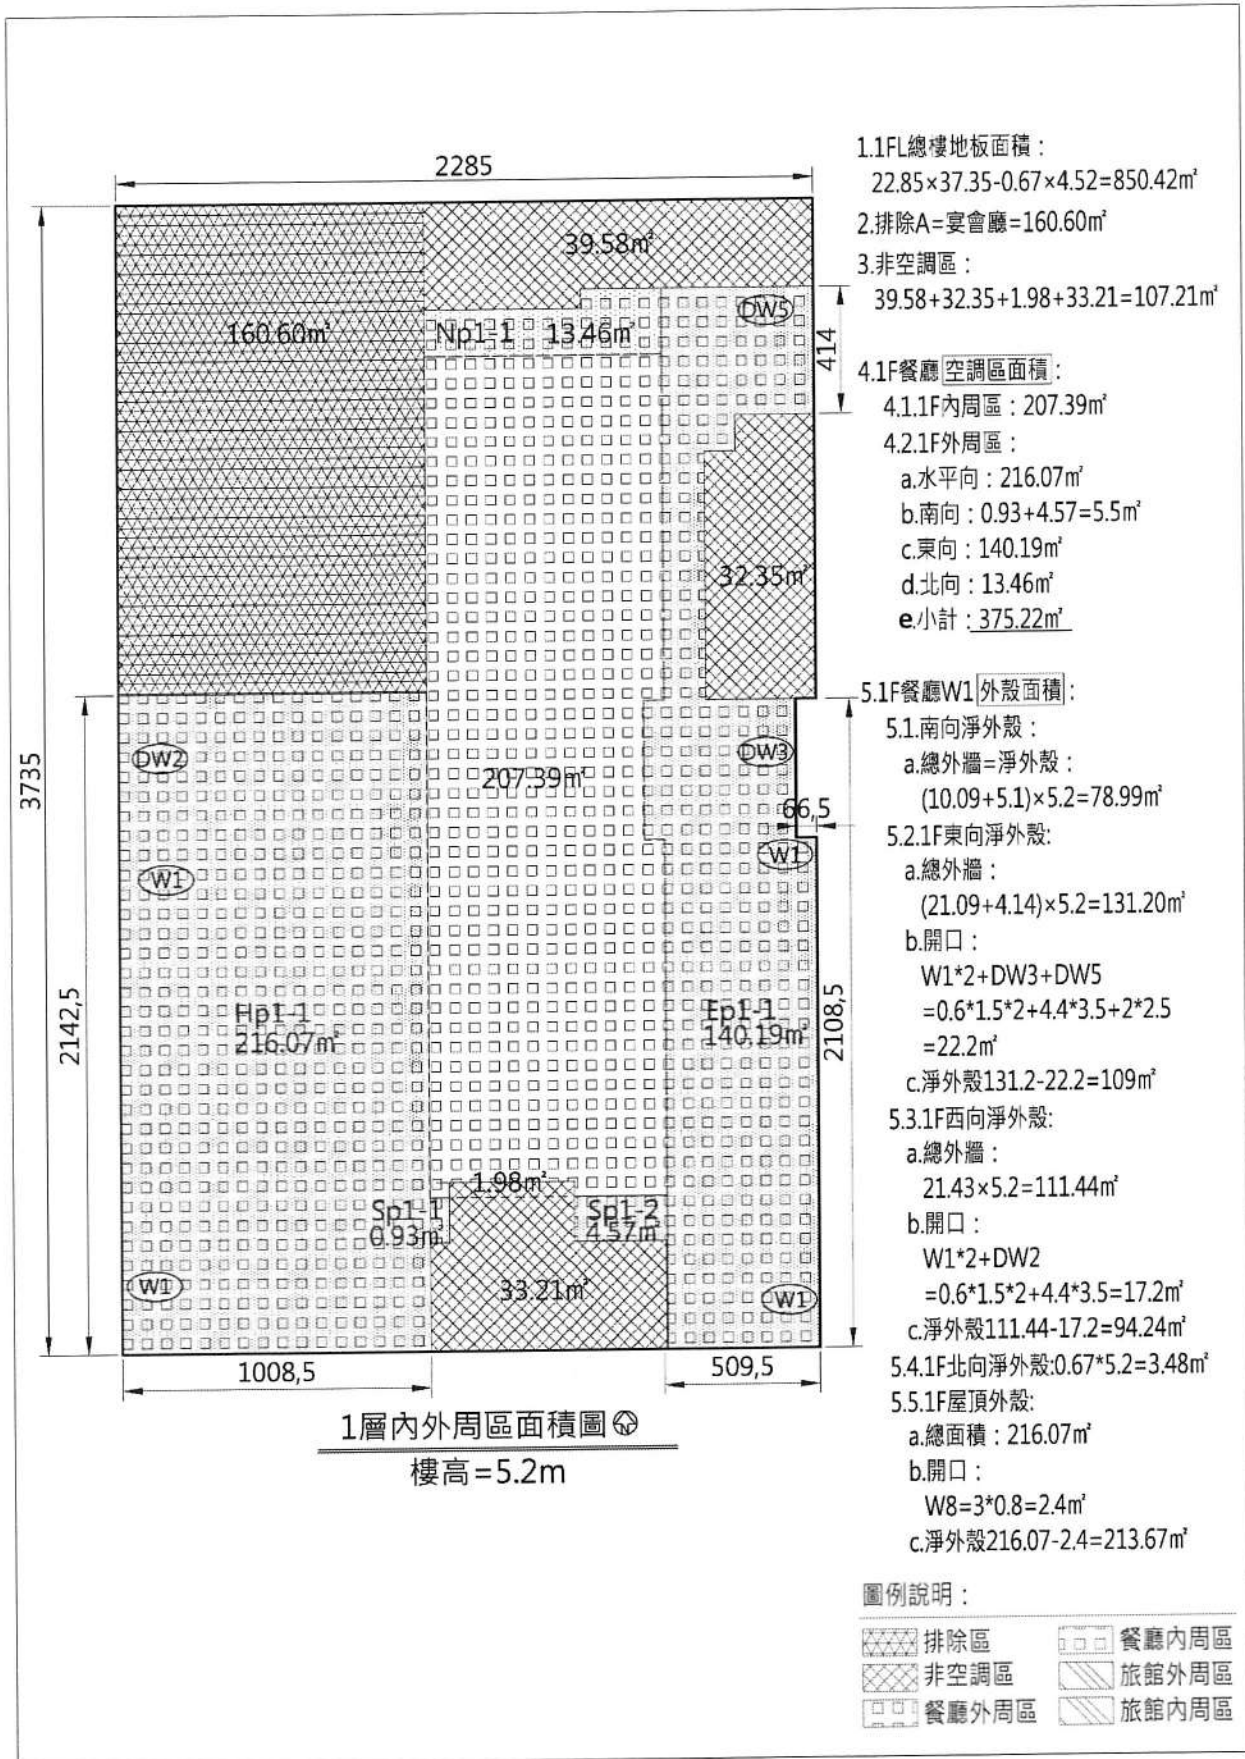 2285
3735
2142,5
39.58㎡
160.60㎡
Np1-1 13.46㎡
DW5
414
32.35㎡
DW2
207.39㎡
DW3
66,5
W1
W1
Hp1-1
216.07㎡
Ep1-1
140.19㎡
2108,5
1.98㎡
Sp1-1
0.93㎡
Sp1-2
4.57㎡
33.21㎡
W1
W1
1008,5
509,5
1層內外周區面積圖 N
樓高=5.2m
1.1FL總樓地板面積：
22.85×37.35-0.67×4.52=850.42㎡
2.排除A=宴會廳=160.60㎡
3.非空調區：
39.58+32.35+1.98+33.21=107.21㎡
4.1F餐廳空調區面積：
4.1.1F內周區：207.39㎡
4.2.1F外周區：
a.水平向：216.07㎡
b.南向：0.93+4.57=5.5㎡
c.東向：140.19㎡
d.北向：13.46㎡
e.小計：375.22㎡
5.1F餐廳W1外殼面積：
5.1.南向淨外殼：
a.總外牆=淨外殼：
(10.09+5.1)×5.2=78.99㎡
5.2.1F東向淨外殼:
a.總外牆：
(21.09+4.14)×5.2=131.20㎡
b.開口：
W1*2+DW3+DW5
=0.6*1.5*2+4.4*3.5+2*2.5
=22.2㎡
c.淨外殼131.2-22.2=109㎡
5.3.1F西向淨外殼:
a.總外牆：
21.43×5.2=111.44㎡
b.開口：
W1*2+DW2
=0.6*1.5*2+4.4*3.5=17.2㎡
c.淨外殼111.44-17.2=94.24㎡
5.4.1F北向淨外殼:0.67*5.2=3.48㎡
5.5.1F屋頂外殼:
a.總面積：216.07㎡
b.開口：
W8=3*0.8=2.4㎡
c.淨外殼216.07-2.4=213.67㎡
圖例說明：
排除區
餐廳內周區
非空調區
旅館外周區
餐廳外周區
旅館內周區